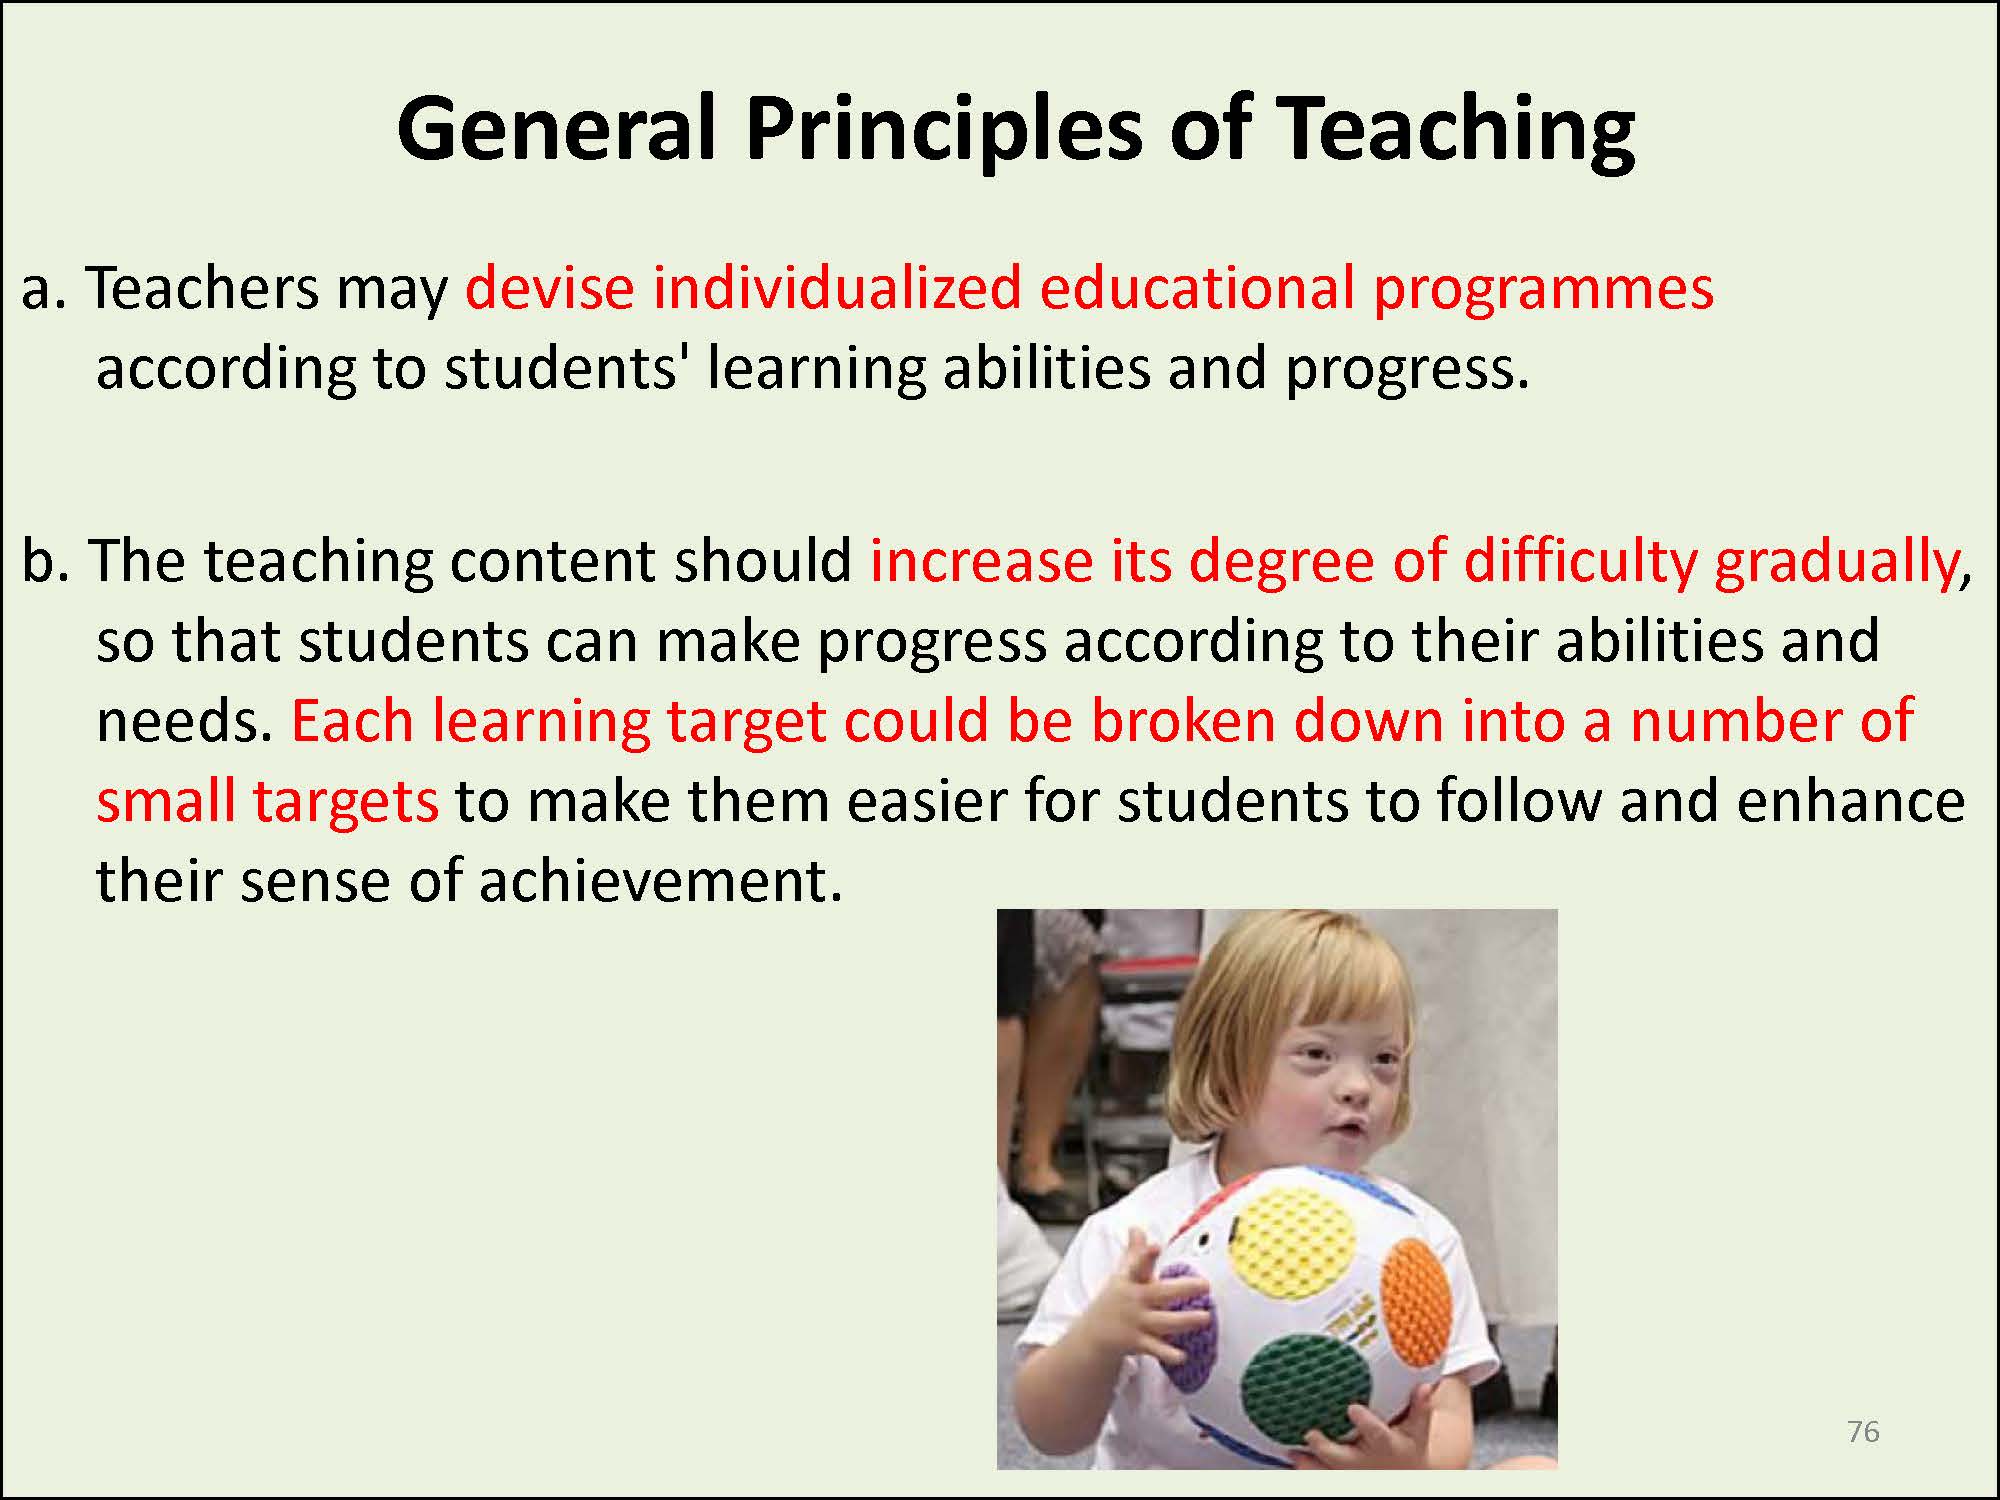 General Principles of Teaching
a. Teachers may devise individualized educational programmes
according to students' learning abilities and progress.
b. The teaching content should increase its degree of difficulty gradually,
so that students can make progress according to their abilities and
needs. Each learning target could be broken down into a number of
small targets to make them easier for students to follow and enhance
their sense of achievement.
76